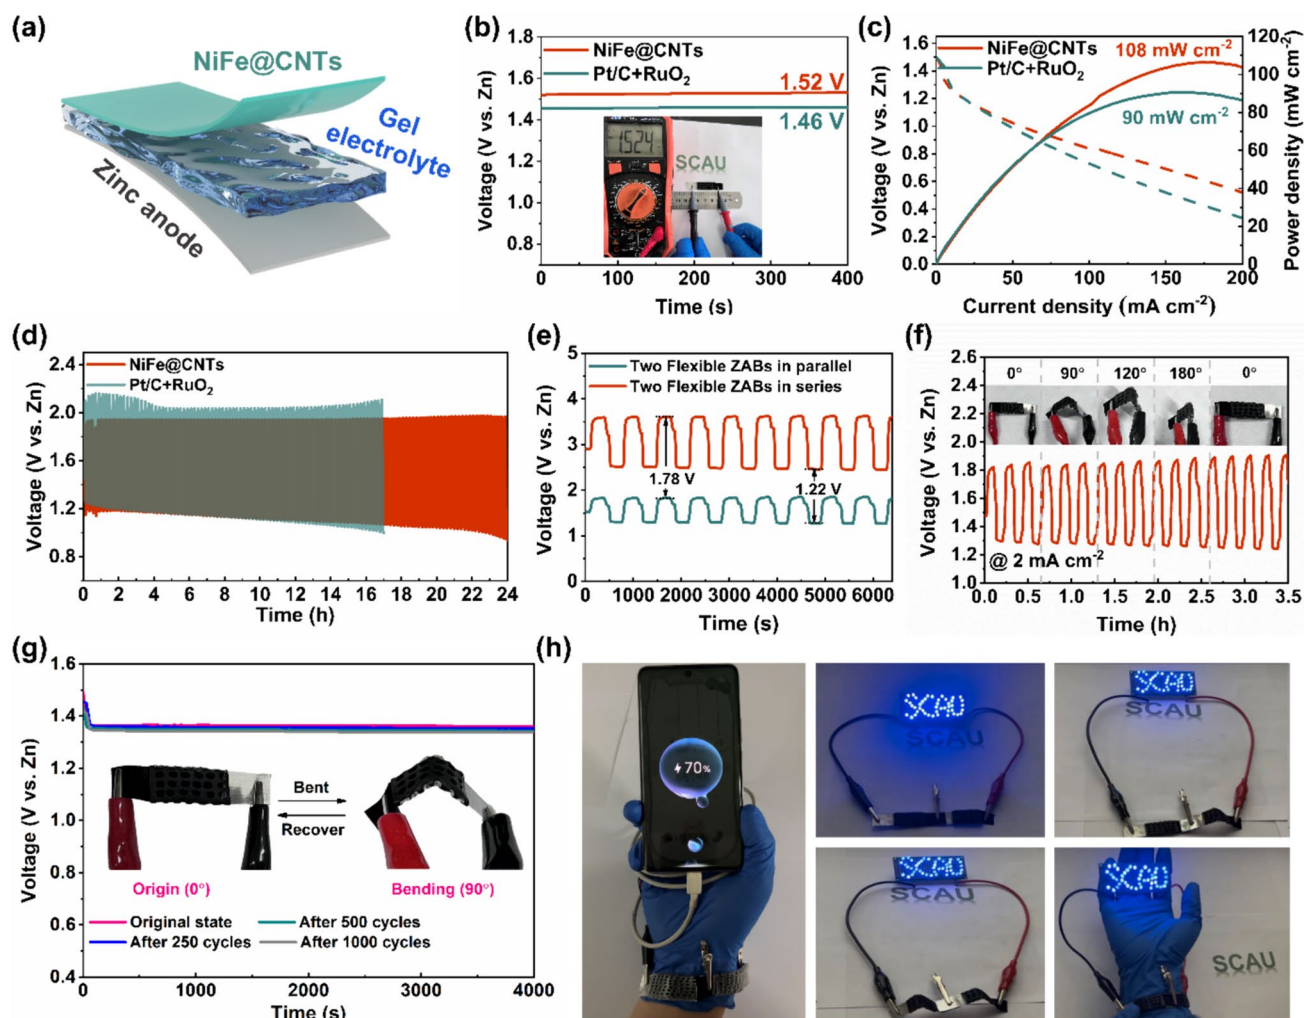 (a)
NiFe@CNTs
Gel
electrolyte
Zinc anode
(b)
Voltage (V vs. Zn)
1.8
1.6
1.4
1.2
1.0
0.8
NiFe@CNTs
Pt/C+RuO2
1.52 V
1.46 V
1.524
SCAU
0 100 200 300 400
Time (s)
(c)
Voltage (V vs. Zn)
1.6
1.4
1.2
1.0
0.8
0.6
0.4
0.2
0.0
NiFe@CNTs
Pt/C+RuO2
108 mW cm-2
90 mW cm-2
120
100
80
60
40
20
0
Power density (mW cm-2)
0 50 100 150 200
Current density (mA cm-2)
(d)
Voltage (V vs. Zn)
2.4
2.0
1.6
1.2
0.8
NiFe@CNTs
Pt/C+RuO2
0 2 4 6 8 10 12 14 16 18 20 22 24
Time (h)
(e)
Voltage (V vs. Zn)
5
4
3
2
1
0
Two Flexible ZABs in parallel
Two Flexible ZABs in series
1.78 V
1.22 V
0 1000 2000 3000 4000 5000 6000
Time (s)
(f)
Voltage (V vs. Zn)
2.6
2.4
2.2
2.0
1.8
1.6
1.4
1.2
1.0
0° 90° 120° 180° 0°
@ 2 mA cm-2
0.0 0.5 1.0 1.5 2.0 2.5 3.0 3.5
Time (h)
(g)
Voltage (V vs. Zn)
1.6
1.4
1.2
1.0
0.8
0.6
0.4
Bent
Recover
Origin (0°)
Bending (90°)
Original state
After 500 cycles
After 250 cycles
After 1000 cycles
0 1000 2000 3000 4000
Time (s)
(h)
70%
SCAU
SCAU
SCAU
SCAU
SCAU
SCAU
SCAU
SCAU